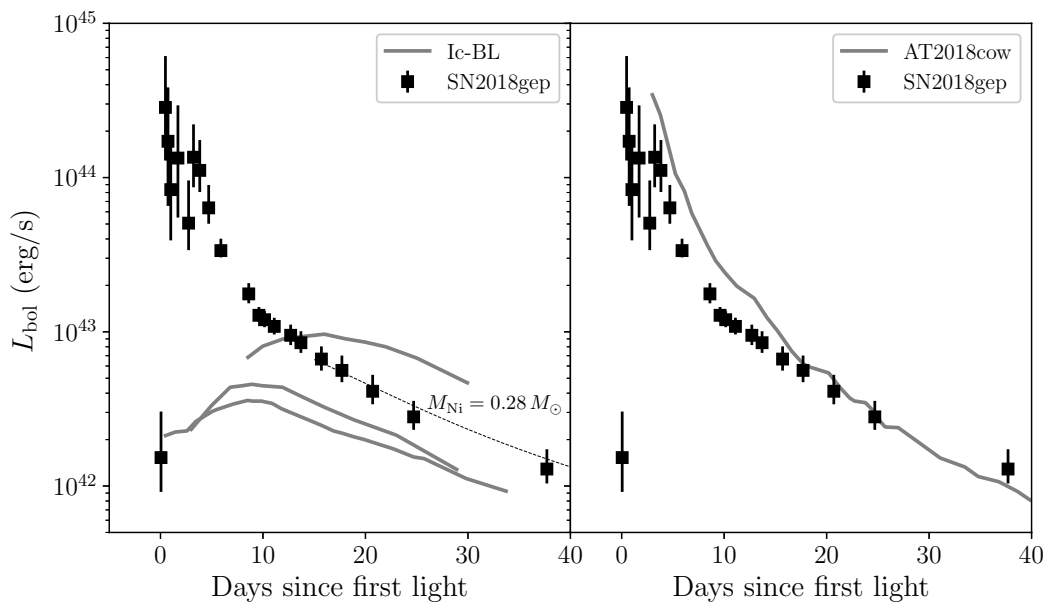 10^45
10^44
10^43
10^42
L_bol (erg/s)
Ic-BL
SN2018gep
M_Ni = 0.28 M_⊙
0 10 20 30 40
Days since first light
AT2018cow
SN2018gep
0 10 20 30 40
Days since first light